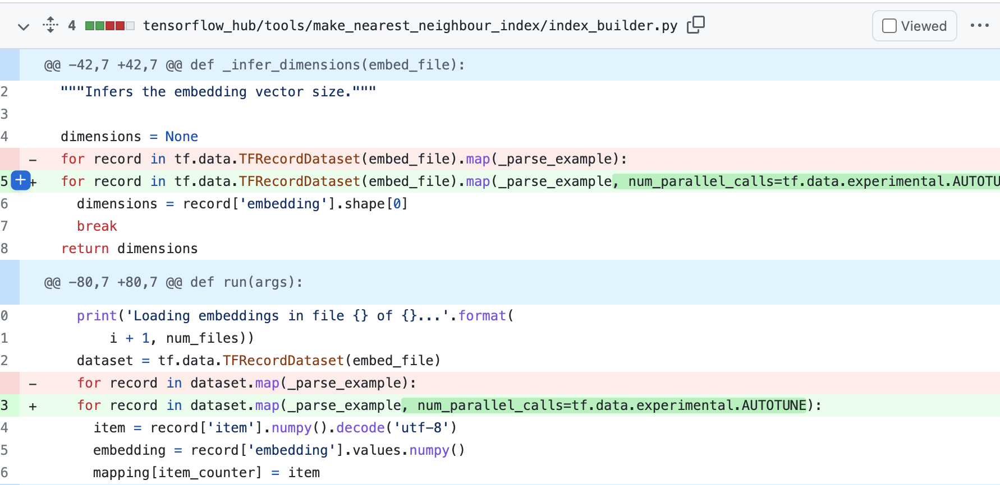 4 tensorflow_hub/tools/make_nearest_neighbour_index/index_builder.py Viewed
@@ -42,7 +42,7 @@ def _infer_dimensions(embed_file):
2 """Infers the embedding vector size."""
3
4 dimensions = None
- for record in tf.data.TFRecordDataset(embed_file).map(_parse_example):
5 + for record in tf.data.TFRecordDataset(embed_file).map(_parse_example, num_parallel_calls=tf.data.experimental.AUTOTU
6 dimensions = record['embedding'].shape[0]
7 break
8 return dimensions
@@ -80,7 +80,7 @@ def run(args):
0 print('Loading embeddings in file {} of {}...'.format(
1 i + 1, num_files))
2 dataset = tf.data.TFRecordDataset(embed_file)
- for record in dataset.map(_parse_example):
3 + for record in dataset.map(_parse_example, num_parallel_calls=tf.data.experimental.AUTOTUNE):
4 item = record['item'].numpy().decode('utf-8')
5 embedding = record['embedding'].values.numpy()
6 mapping[item_counter] = item